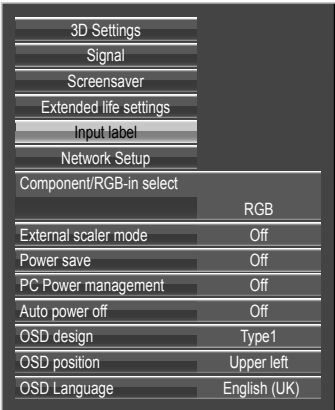 3D Settings
Signal
Screensaver
Extended life settings
Input label
Network Setup
Component/RGB-in select
RGB
External scaler mode Off
Power save Off
PC Power management Off
Auto power off Off
OSD design Type1
OSD position Upper left
OSD Language English (UK)